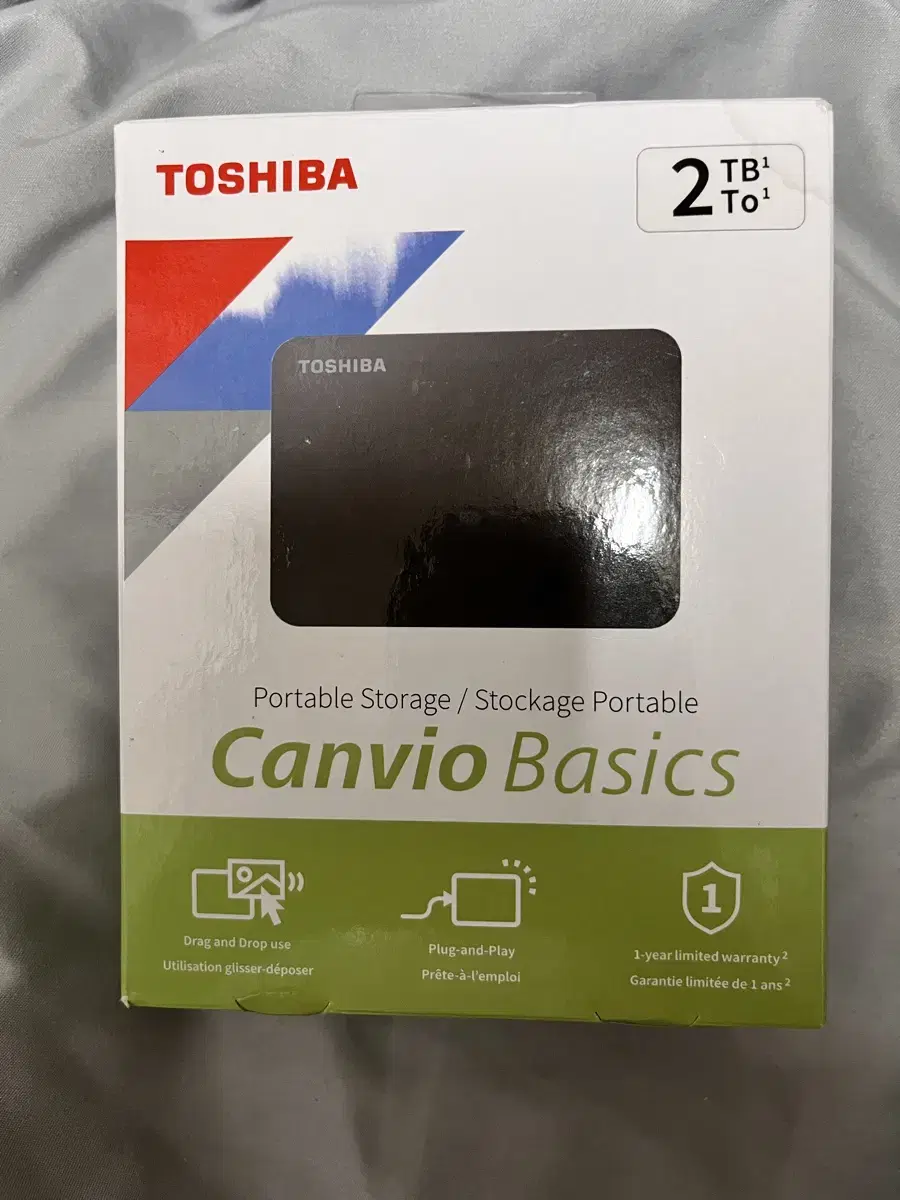 TOSHIBA
2 TB¹
To¹
TOSHIBA
Portable Storage / Stockage Portable
Canvio Basics
Drag and Drop use
Utilisation glisser-déposer
Plug-and-Play
Prête-à-l'emploi
1
1-year limited warranty²
Garantie limitée de 1 ans²